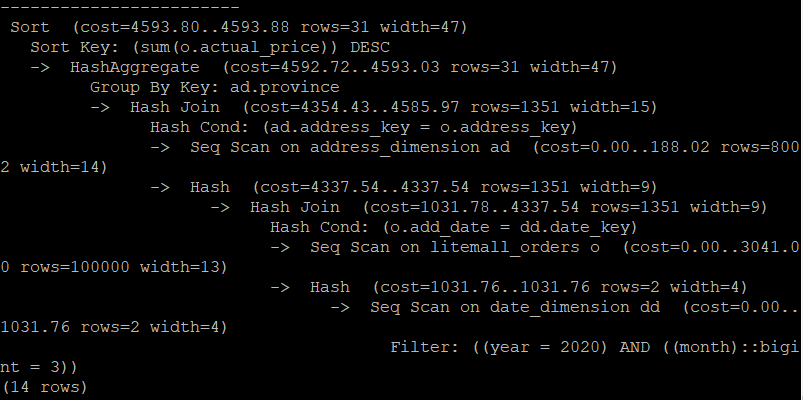 ------------------------
Sort  (cost=4593.80..4593.88 rows=31 width=47)
   Sort Key: (sum(o.actual_price)) DESC
   ->  HashAggregate  (cost=4592.72..4593.03 rows=31 width=47)
         Group By Key: ad.province
         ->  Hash Join  (cost=4354.43..4585.97 rows=1351 width=15)
               Hash Cond: (ad.address_key = o.address_key)
               ->  Seq Scan on address_dimension ad  (cost=0.00..188.02 rows=800
2 width=14)
               ->  Hash  (cost=4337.54..4337.54 rows=1351 width=9)
                     ->  Hash Join  (cost=1031.78..4337.54 rows=1351 width=9)
                           Hash Cond: (o.add_date = dd.date_key)
                           ->  Seq Scan on litemall_orders o  (cost=0.00..3041.0
0 rows=100000 width=13)
                           ->  Hash  (cost=1031.76..1031.76 rows=2 width=4)
                                 ->  Seq Scan on date_dimension dd  (cost=0.00..
1031.76 rows=2 width=4)
                                       Filter: ((year = 2020) AND ((month)::bigi
nt = 3))
(14 rows)